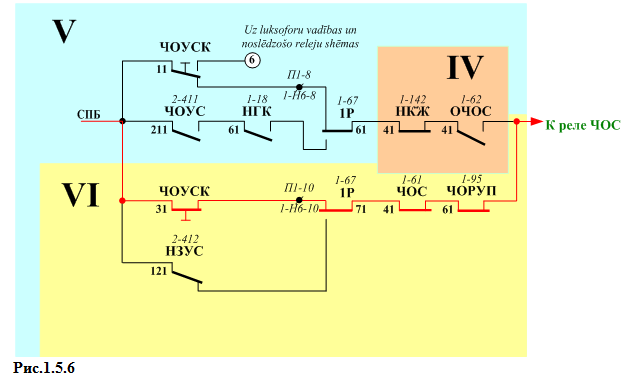 V
Uz luksoforu vadības un
noslēdzošo releju shēmas
ЧОУСК
11
6
П1-8
1-Н6-8
IV
СПБ
2-411
ЧОУС
211
1-18
НГК
61
1-67
1Р
61
1-142
НКЖ
41
1-62
ОЧОС
41
К реле ЧОС
VI
ЧОУСК
31
П1-10
1-Н6-10
1-67
1Р
71
1-61
ЧОС
41
1-95
ЧОРУП
61
2-412
НЗУС
121
Рис.1.5.6